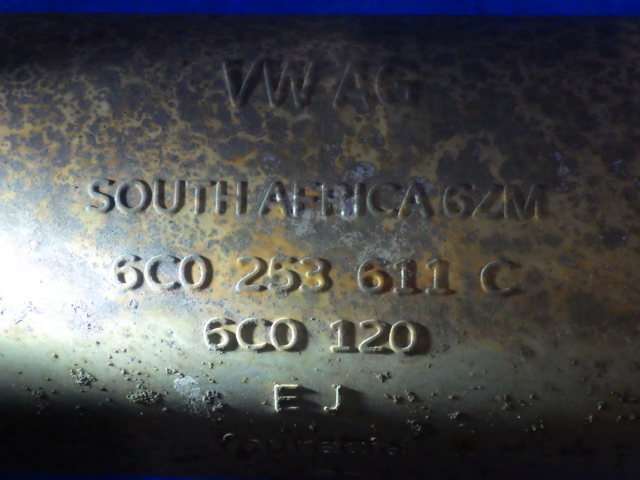 VW AG
SOUTH AFRICA 6ZM
6C0 253 611 C
6C0 120
E J